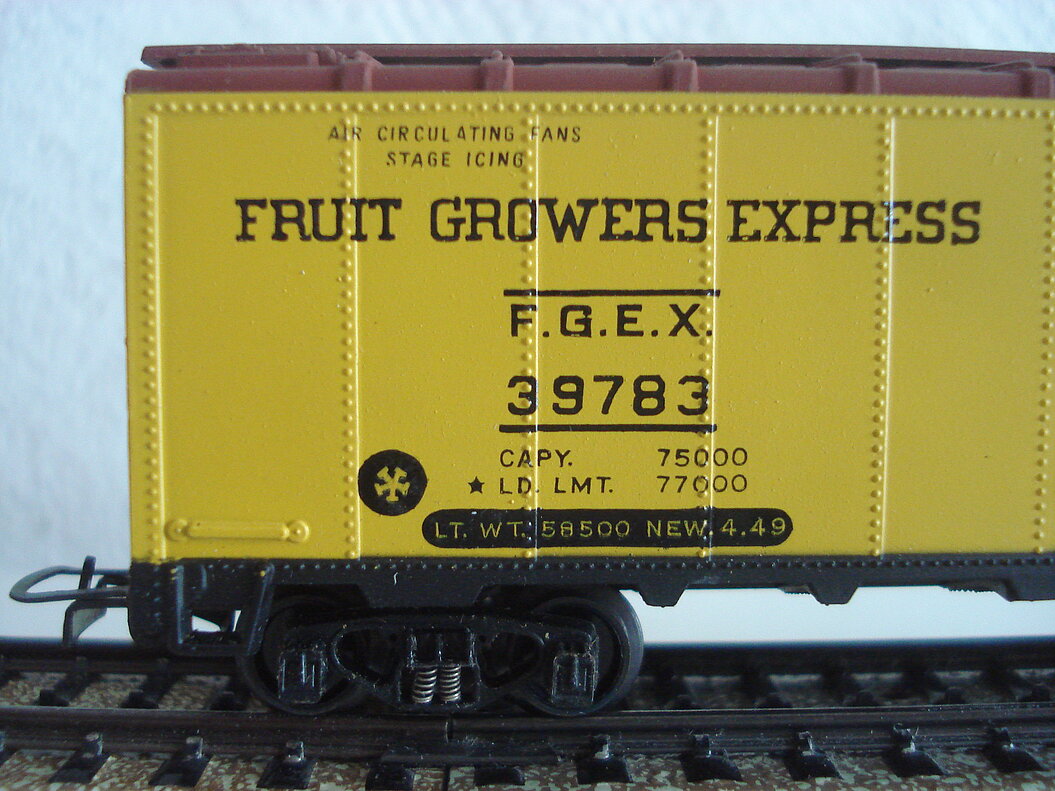 AIR CIRCULATING FANS
STAGE ICING
FRUIT GROWERS EXPRESS
F.G.E.X.
39783
CAPY. 75000
★ LD. LMT. 77000
LT. WT. 58500 NEW 4.49